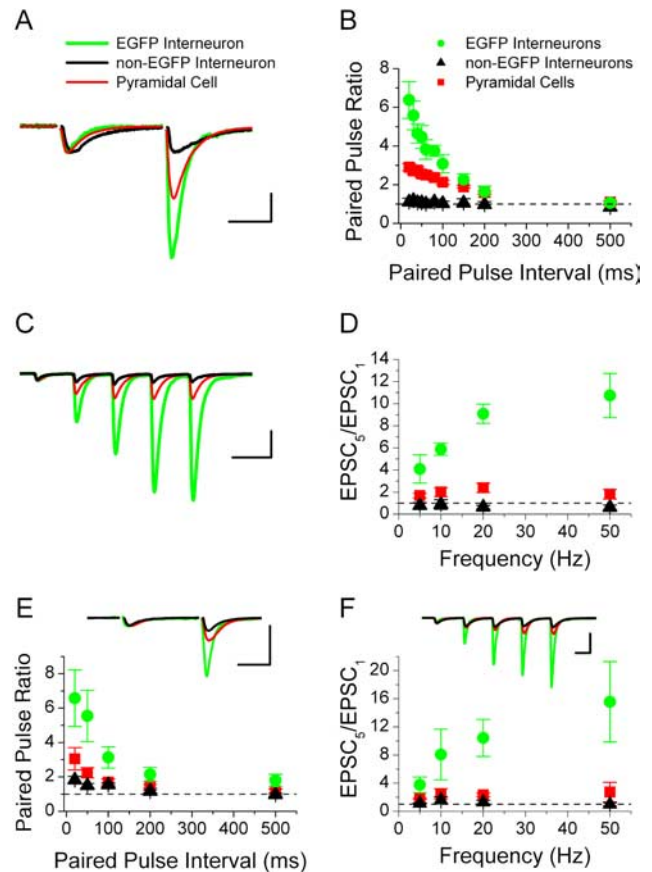 A
EGFP Interneuron
non-EGFP Interneuron
Pyramidal Cell
B
EGFP Interneurons
non-EGFP Interneurons
Pyramidal Cells
Paired Pulse Ratio
8
6
4
2
0
0 100 200 300 400 500
Paired Pulse Interval (ms)
C
D
EPSC₅/EPSC₁
14
12
10
8
6
4
2
0
0 10 20 30 40 50
Frequency (Hz)
E
Paired Pulse Ratio
8
6
4
2
0
0 100 200 300 400 500
Paired Pulse Interval (ms)
F
EPSC₅/EPSC₁
20
16
12
8
4
0
0 10 20 30 40 50
Frequency (Hz)